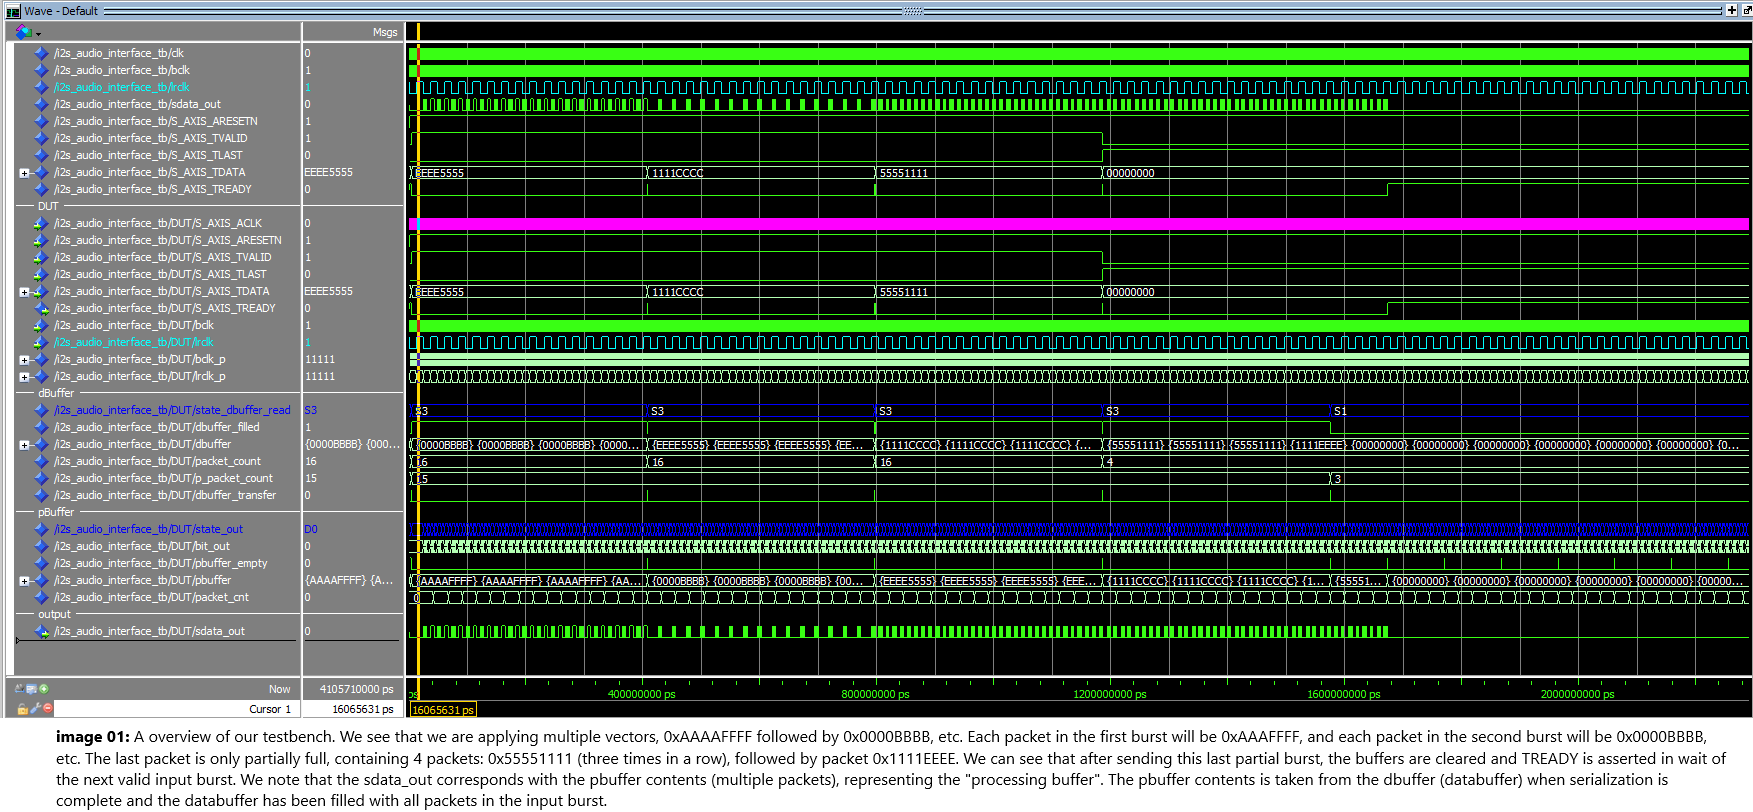 Wave - Default
Msgs
/i2s_audio_interface_tb/clk 0
/i2s_audio_interface_tb/bclk 1
/i2s_audio_interface_tb/lrclk 1
/i2s_audio_interface_tb/sdata_out 0
/i2s_audio_interface_tb/S_AXIS_ARESETN 1
/i2s_audio_interface_tb/S_AXIS_TVALID 1
/i2s_audio_interface_tb/S_AXIS_TLAST 0
/i2s_audio_interface_tb/S_AXIS_TDATA EEEE5555 EEEE5555 1111CCCC 55551111 00000000
/i2s_audio_interface_tb/S_AXIS_TREADY 0
DUT
/i2s_audio_interface_tb/DUT/S_AXIS_ACLK 0
/i2s_audio_interface_tb/DUT/S_AXIS_ARESETN 1
/i2s_audio_interface_tb/DUT/S_AXIS_TVALID 1
/i2s_audio_interface_tb/DUT/S_AXIS_TLAST 0
/i2s_audio_interface_tb/DUT/S_AXIS_TDATA EEEE5555 EEEE5555 1111CCCC 55551111 00000000
/i2s_audio_interface_tb/DUT/S_AXIS_TREADY 0
/i2s_audio_interface_tb/DUT/bclk 1
/i2s_audio_interface_tb/DUT/lrclk 1
/i2s_audio_interface_tb/DUT/bclk_p 11111
/i2s_audio_interface_tb/DUT/lrclk_p 11111
dBuffer
/i2s_audio_interface_tb/DUT/state_dbuffer_read S3 S3 S3 S3 S3 S1
/i2s_audio_interface_tb/DUT/dbuffer_filled 1
/i2s_audio_interface_tb/DUT/dbuffer {0000BBBB} {000... {0000BBBB} {0000BBBB} {0000BBBB} {0000... {EEEE5555} {EEEE5555} {EEEE5555} {EE... {1111CCCC} {1111CCCC} {1111CCCC} {... {55551111} {55551111} {55551111} {1111EEEE} {00000000} {00000000} {00000000} {00000000} {00000000} {00000000} {0...
/i2s_audio_interface_tb/DUT/packet_count 16 16 16 16 4
/i2s_audio_interface_tb/DUT/p_packet_count 15 15 3
/i2s_audio_interface_tb/DUT/dbuffer_transfer 0
pBuffer
/i2s_audio_interface_tb/DUT/state_out D0
/i2s_audio_interface_tb/DUT/bit_out 0
/i2s_audio_interface_tb/DUT/pbuffer_empty 0
/i2s_audio_interface_tb/DUT/pbuffer {AAAAFFFF} {A... {AAAAFFFF} {AAAAFFFF} {AAAAFFFF} {AA... {0000BBBB} {0000BBBB} {0000BBBB} {00... {EEEE5555} {EEEE5555} {EEEE5555} {EEE... {1111CCCC} {1111CCCC} {1111CCCC} {1... {55551... {00000000} {00000000} {00000000} {00000000} {00000000} {00000...
/i2s_audio_interface_tb/DUT/packet_cnt 0 0
output
/i2s_audio_interface_tb/DUT/sdata_out 0
Now 4105710000 ps ps 400000000 ps 800000000 ps 1200000000 ps 1600000000 ps 2000000000 ps
Cursor 1 16065631 ps 16065631 ps
image 01: A overview of our testbench. We see that we are applying multiple vectors, 0xAAAAFFFF followed by 0x0000BBBB, etc. Each packet in the first burst will be 0xAAAFFFF, and each packet in the second burst will be 0x0000BBBB,
etc. The last packet is only partially full, containing 4 packets: 0x55551111 (three times in a row), followed by packet 0x1111EEEE. We can see that after sending this last partial burst, the buffers are cleared and TREADY is asserted in wait of
the next valid input burst. We note that the sdata_out corresponds with the pbuffer contents (multiple packets), representing the "processing buffer". The pbuffer contents is taken from the dbuffer (databuffer) when serialization is
complete and the databuffer has been filled with all packets in the input burst.